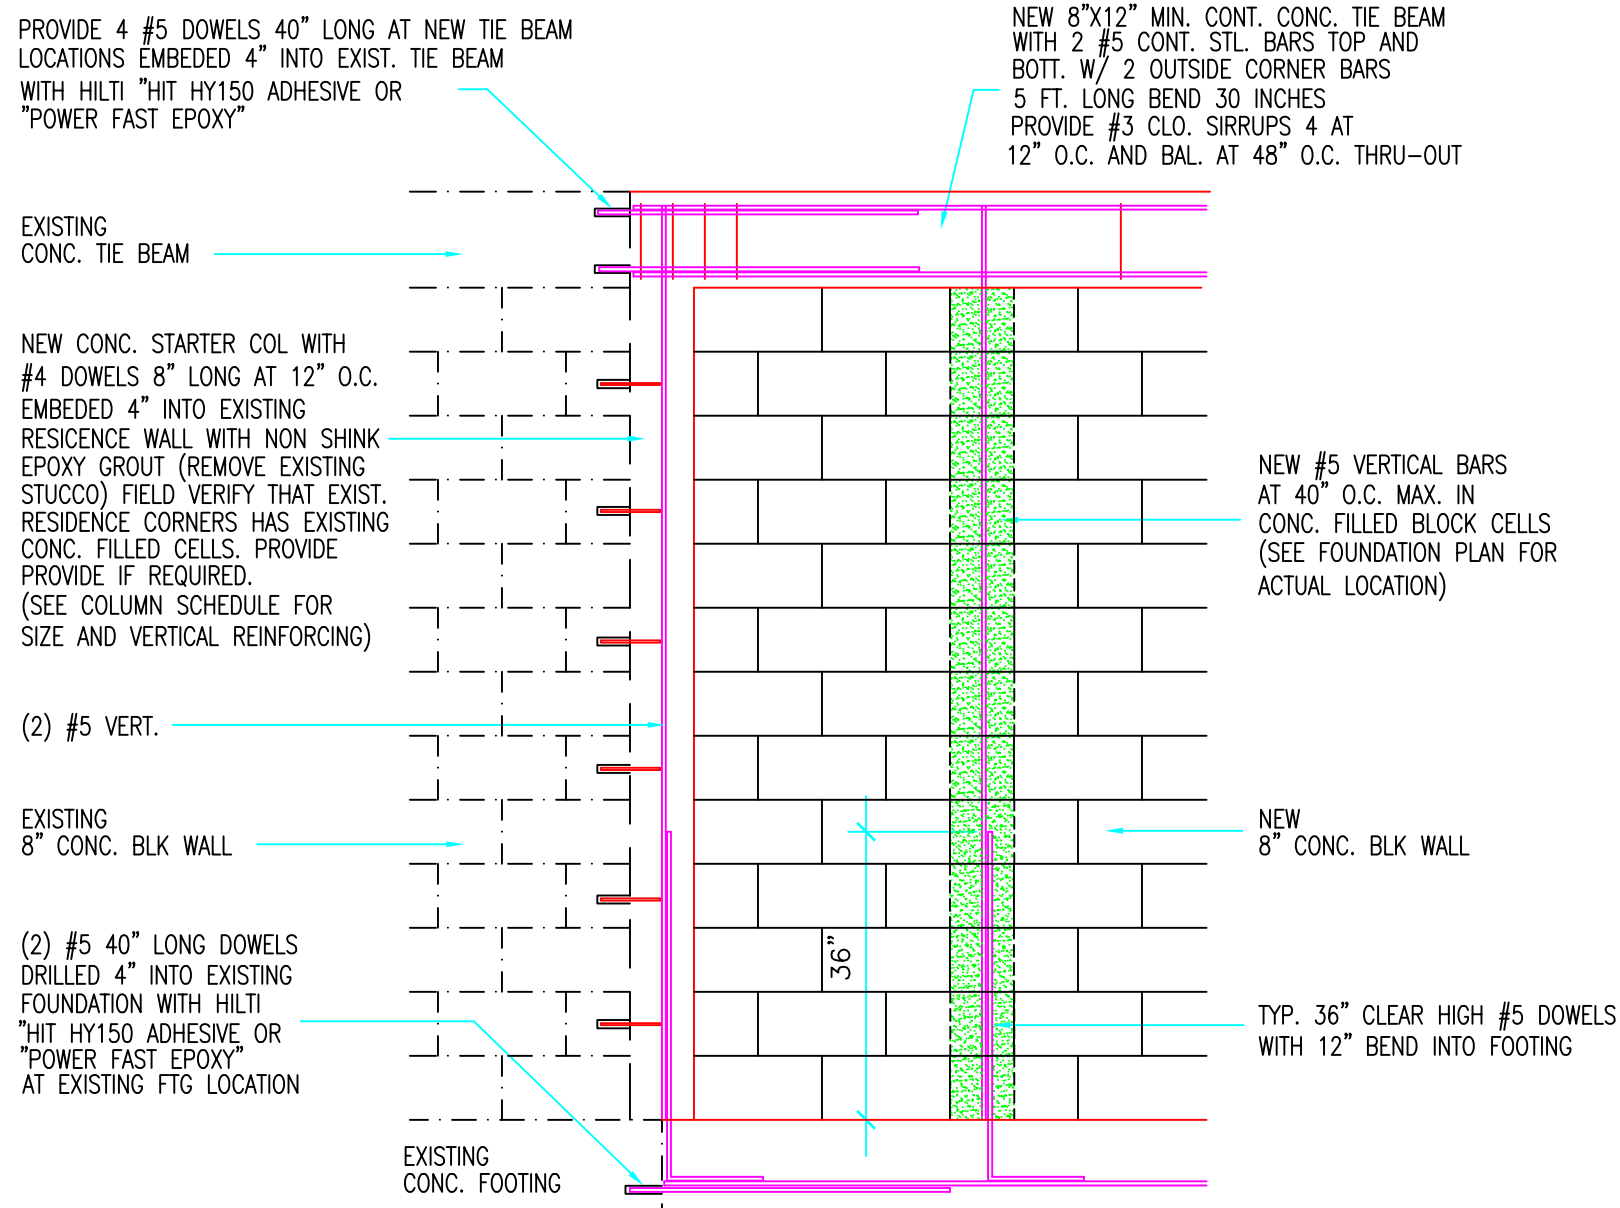 PROVIDE 4 #5 DOWELS 40" LONG AT NEW TIE BEAM
LOCATIONS EMBEDED 4" INTO EXIST. TIE BEAM
WITH HILTI "HIT HY150 ADHESIVE OR
"POWER FAST EPOXY"
NEW 8"X12" MIN. CONT. CONC. TIE BEAM
WITH 2 #5 CONT. STL. BARS TOP AND
BOTT. W/ 2 OUTSIDE CORNER BARS
5 FT. LONG BEND 30 INCHES
PROVIDE #3 CLO. SIRRUPS 4 AT
12" O.C. AND BAL. AT 48" O.C. THRU-OUT
EXISTING
CONC. TIE BEAM
NEW CONC. STARTER COL WITH
#4 DOWELS 8" LONG AT 12" O.C.
EMBEDED 4" INTO EXISTING
RESICENCE WALL WITH NON SHINK
EPOXY GROUT (REMOVE EXISTING
STUCCO) FIELD VERIFY THAT EXIST.
RESIDENCE CORNERS HAS EXISTING
CONC. FILLED CELLS. PROVIDE
PROVIDE IF REQUIRED.
(SEE COLUMN SCHEDULE FOR
SIZE AND VERTICAL REINFORCING)
NEW #5 VERTICAL BARS
AT 40" O.C. MAX. IN
CONC. FILLED BLOCK CELLS
(SEE FOUNDATION PLAN FOR
ACTUAL LOCATION)
(2) #5 VERT.
EXISTING
8" CONC. BLK WALL
NEW
8" CONC. BLK WALL
36"
(2) #5 40" LONG DOWELS
DRILLED 4" INTO EXISTING
FOUNDATION WITH HILTI
"HIT HY150 ADHESIVE OR
"POWER FAST EPOXY"
AT EXISTING FTG LOCATION
TYP. 36" CLEAR HIGH #5 DOWELS
WITH 12" BEND INTO FOOTING
EXISTING
CONC. FOOTING